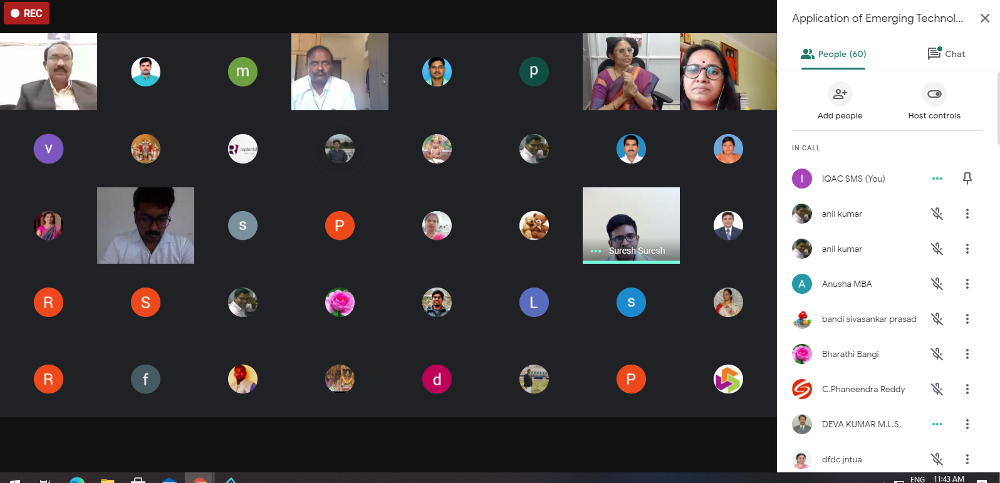 REC
Application of Emerging Technol...
People (60)
Chat
Add people
Host controls
IN CALL
IQAC SMS (You)
anil kumar
anil kumar
Anusha MBA
bandi sivasankar prasad
Bharathi Bangi
C.Phaneendra Reddy
DEVA KUMAR M.L.S.
dfdc jntua
m
p
v
replenish
s
P
Suresh Suresh
R
S
L
s
R
f
d
P
I
A
ENG
11:43 AM